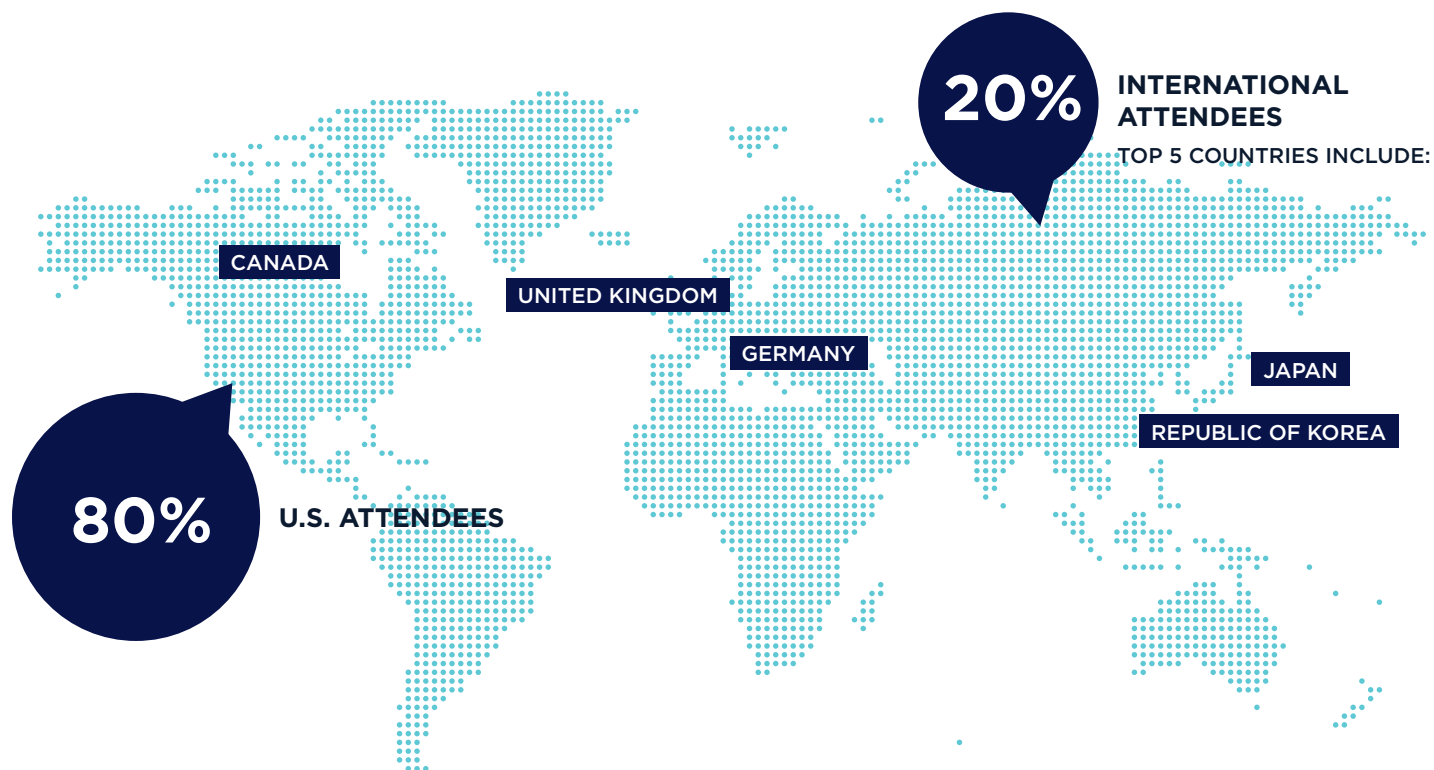 20%
INTERNATIONAL
ATTENDEES
TOP 5 COUNTRIES INCLUDE:
CANADA
UNITED KINGDOM
GERMANY
JAPAN
REPUBLIC OF KOREA
80%
U.S. ATTENDEES